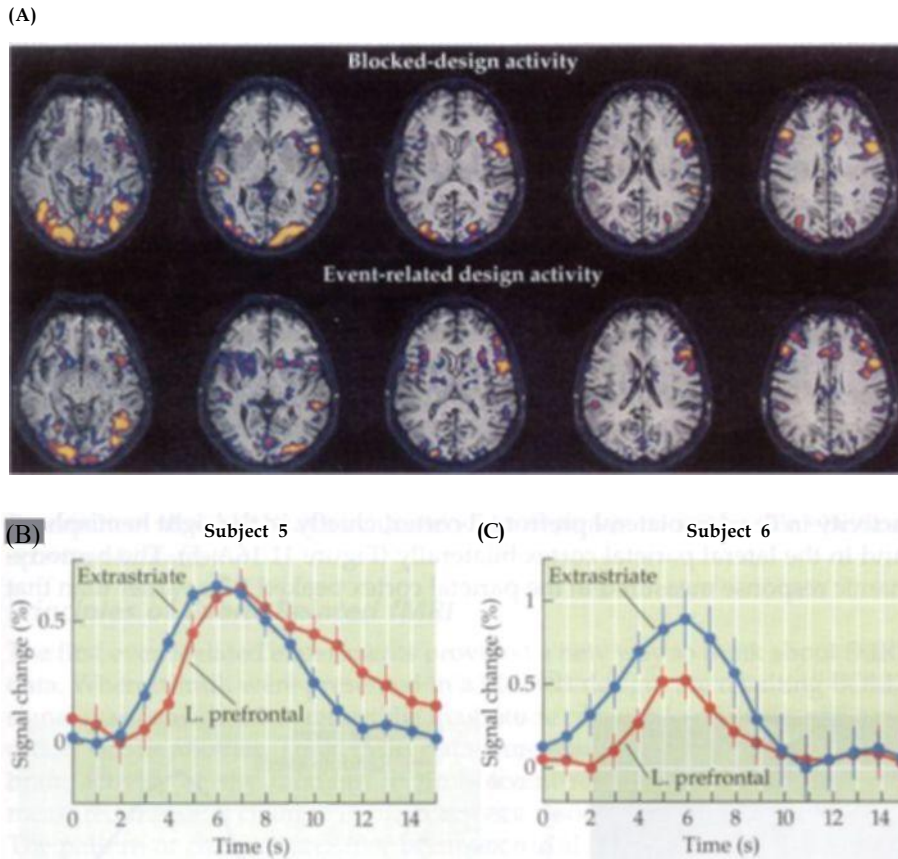 (A)
Blocked-design activity
Event-related design activity
(B)
Subject 5
(C)
Subject 6
Extrastriate
L. prefrontal
Signal change (%)
0.5
0
0 2 4 6 8 10 12 14
Time (s)
Extrastriate
L. prefrontal
Signal change (%)
1
0.5
0
0 2 4 6 8 10 12 14
Time (s)